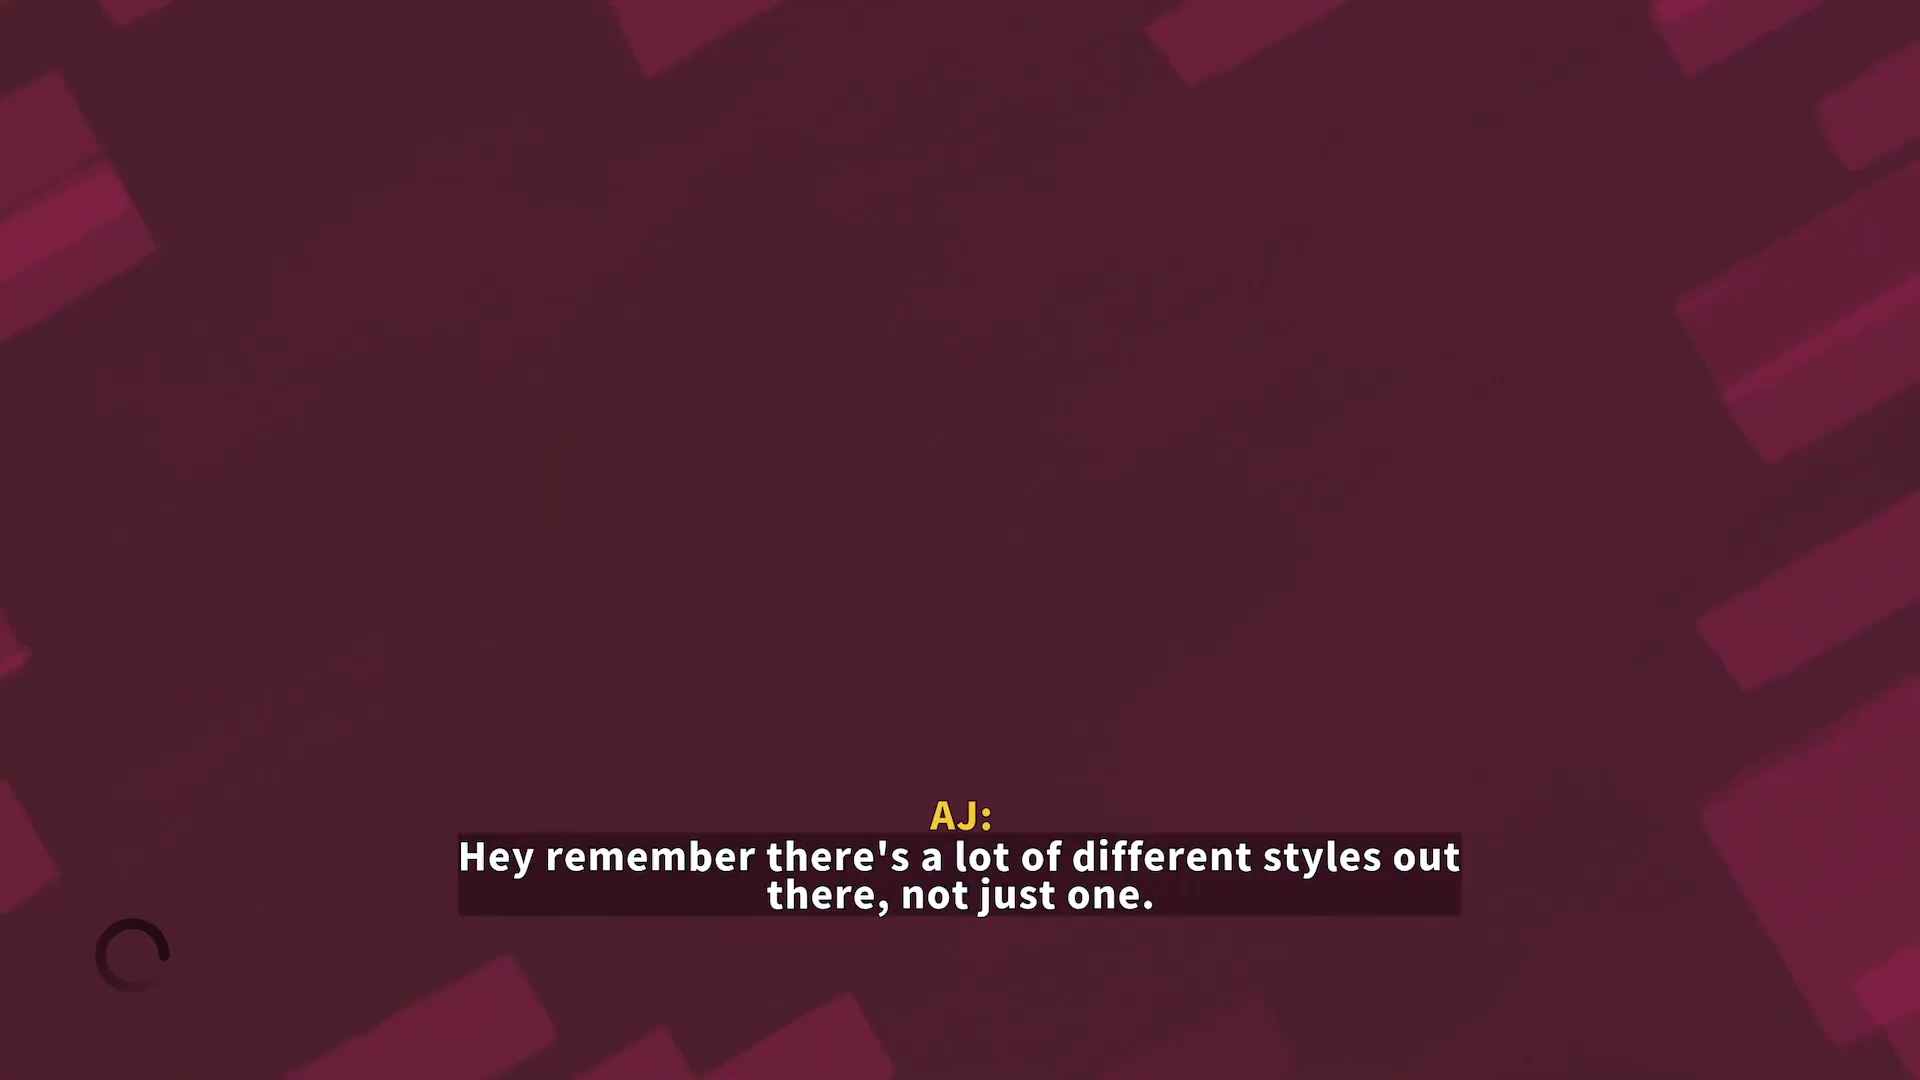 AJ:
Hey remember there's a lot of different styles out
there, not just one.